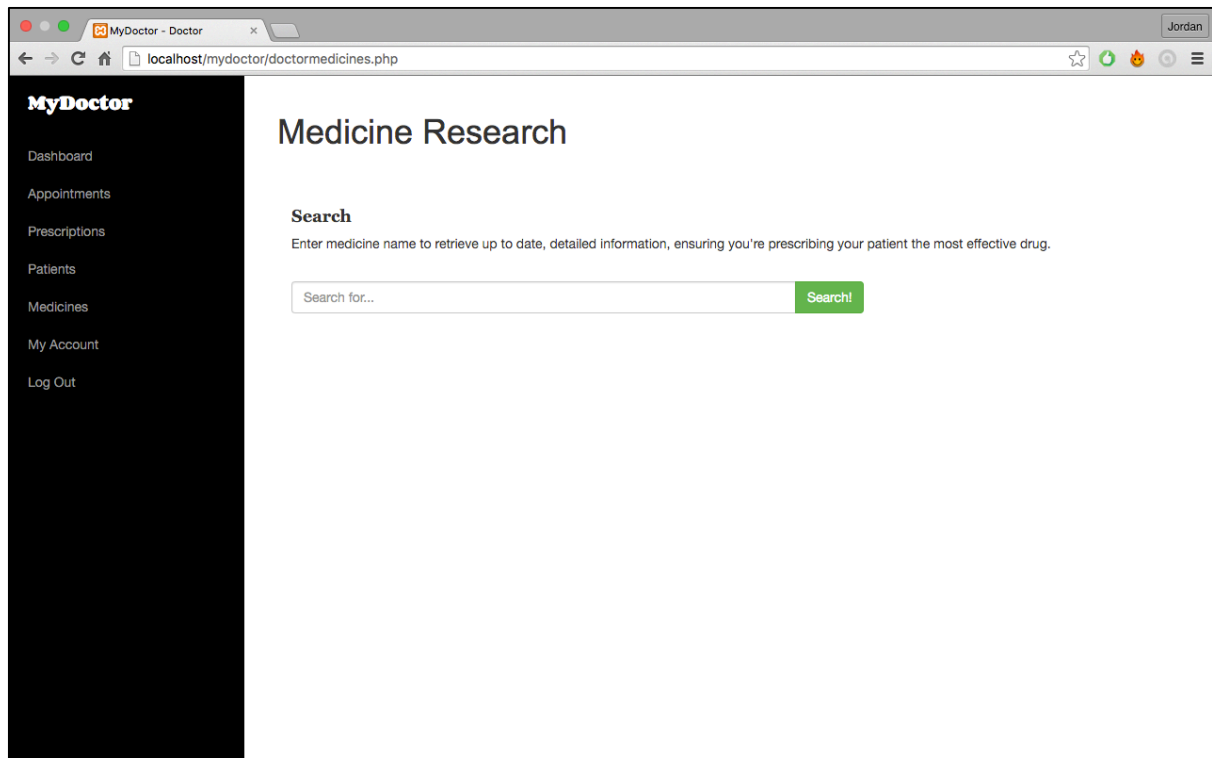 MyDoctor - Doctor
Jordan
localhost/mydoctor/doctormedicines.php
MyDoctor
Dashboard
Appointments
Prescriptions
Patients
Medicines
My Account
Log Out
Medicine Research
Search
Enter medicine name to retrieve up to date, detailed information, ensuring you're prescribing your patient the most effective drug.
Search for...
Search!